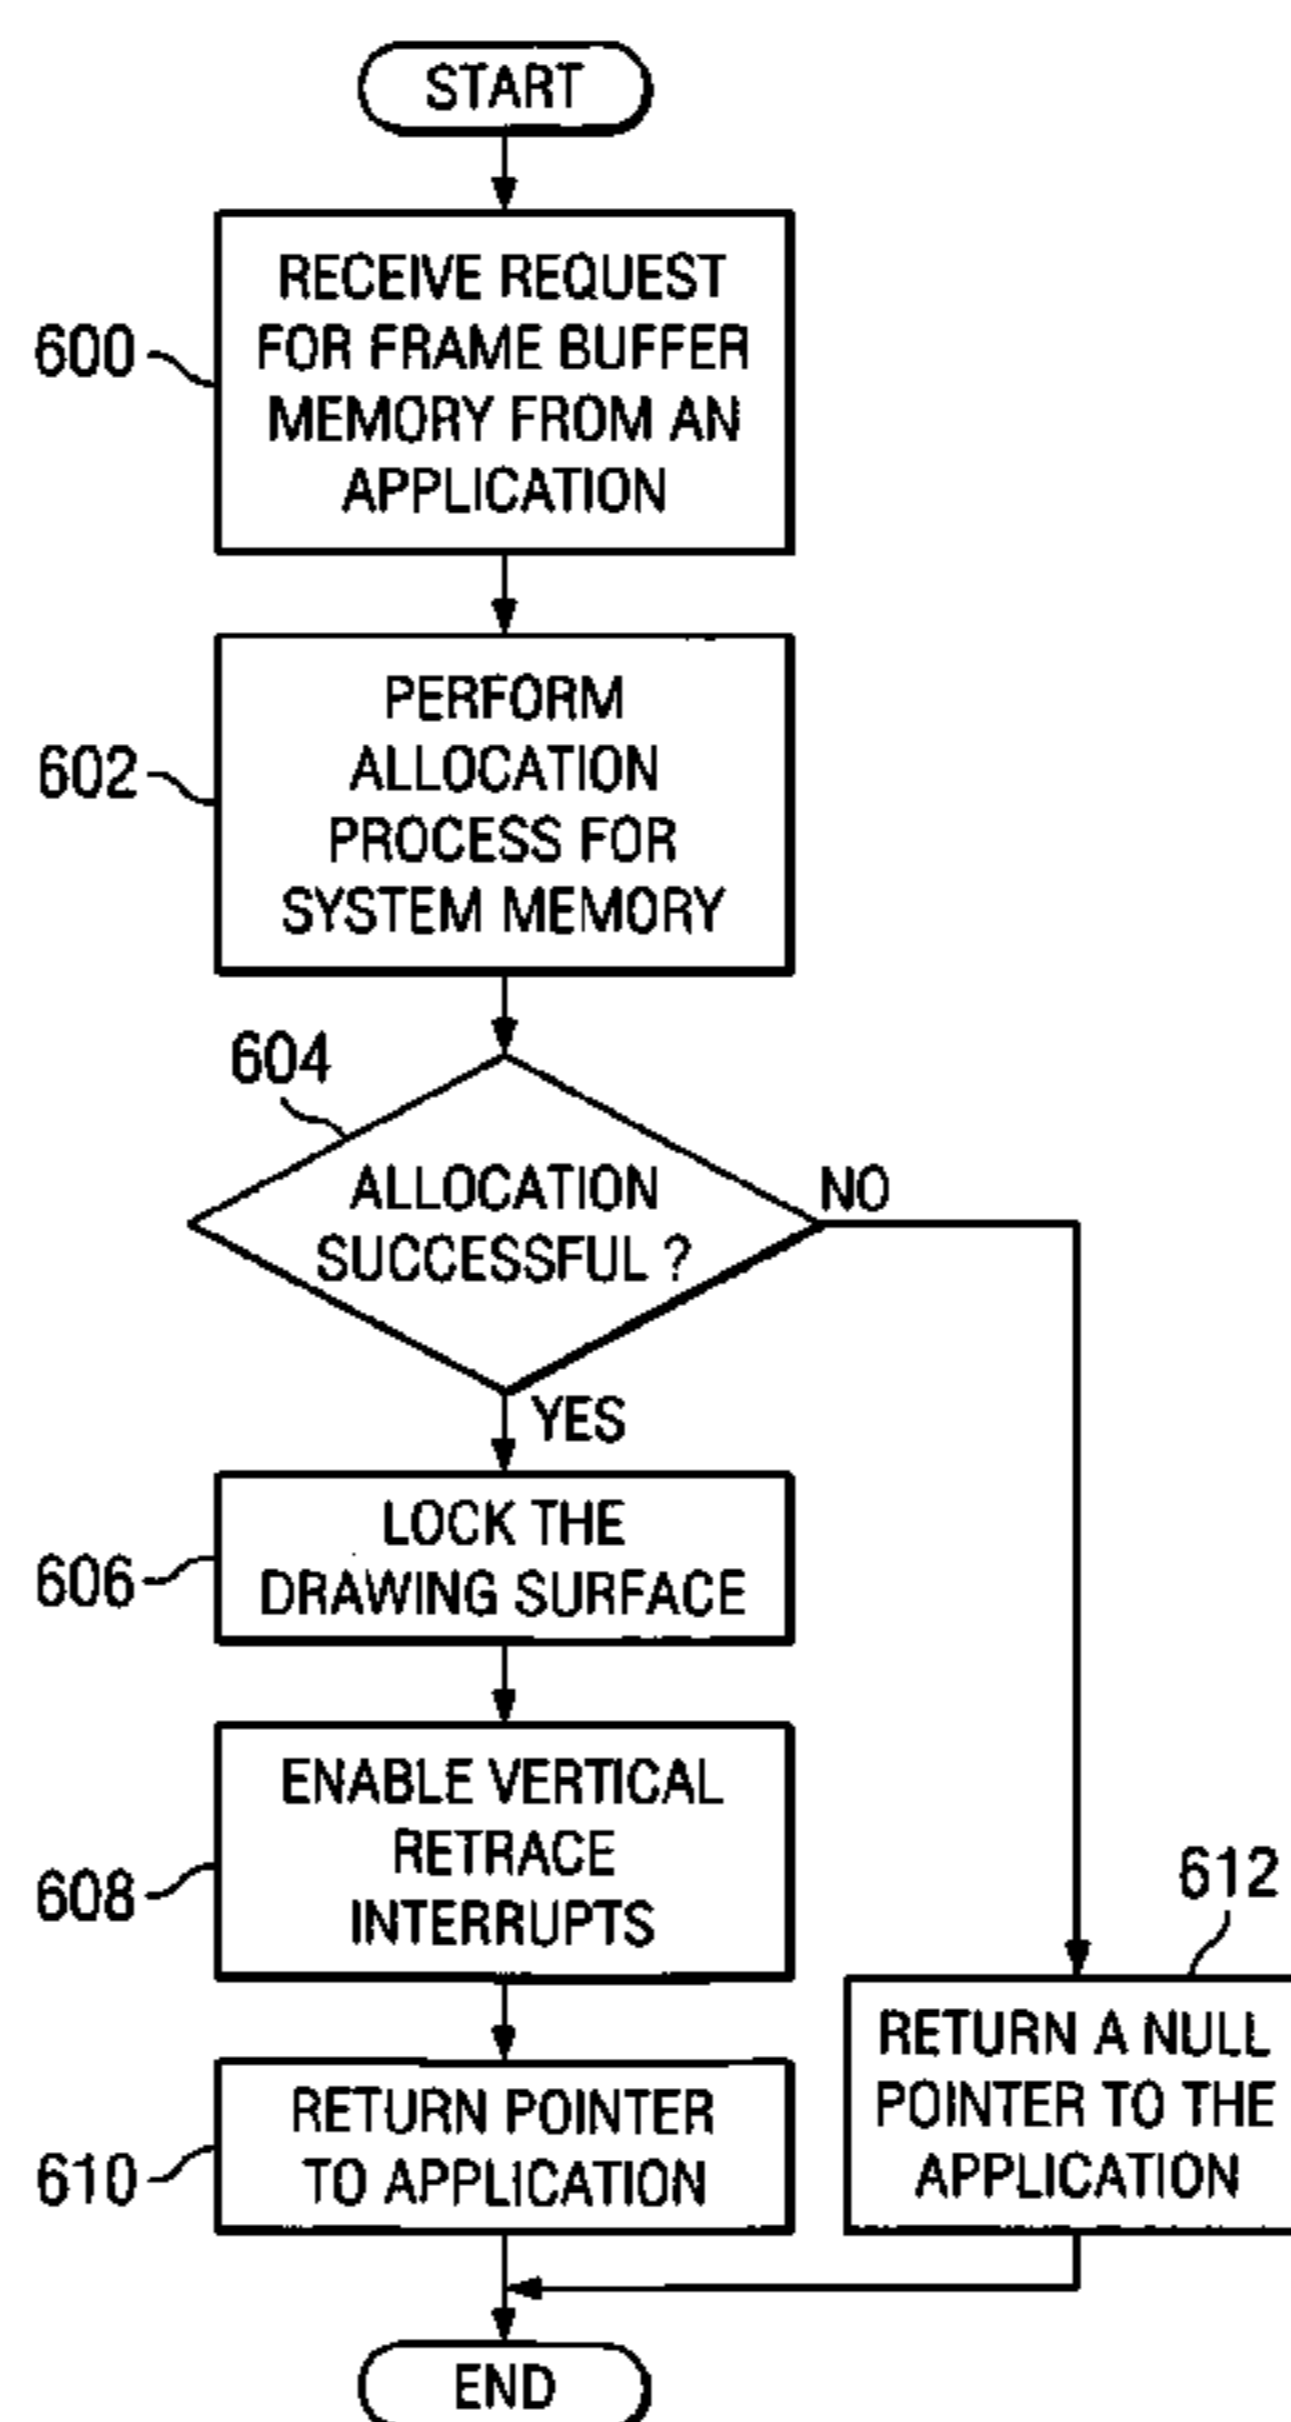 START
600
RECEIVE REQUEST
FOR FRAME BUFFER
MEMORY FROM AN
APPLICATION
602
PERFORM
ALLOCATION
PROCESS FOR
SYSTEM MEMORY
604
ALLOCATION
SUCCESSFUL ?
NO
YES
606
LOCK THE
DRAWING SURFACE
608
ENABLE VERTICAL
RETRACE
INTERRUPTS
612
RETURN A NULL
POINTER TO THE
APPLICATION
610
RETURN POINTER
TO APPLICATION
END